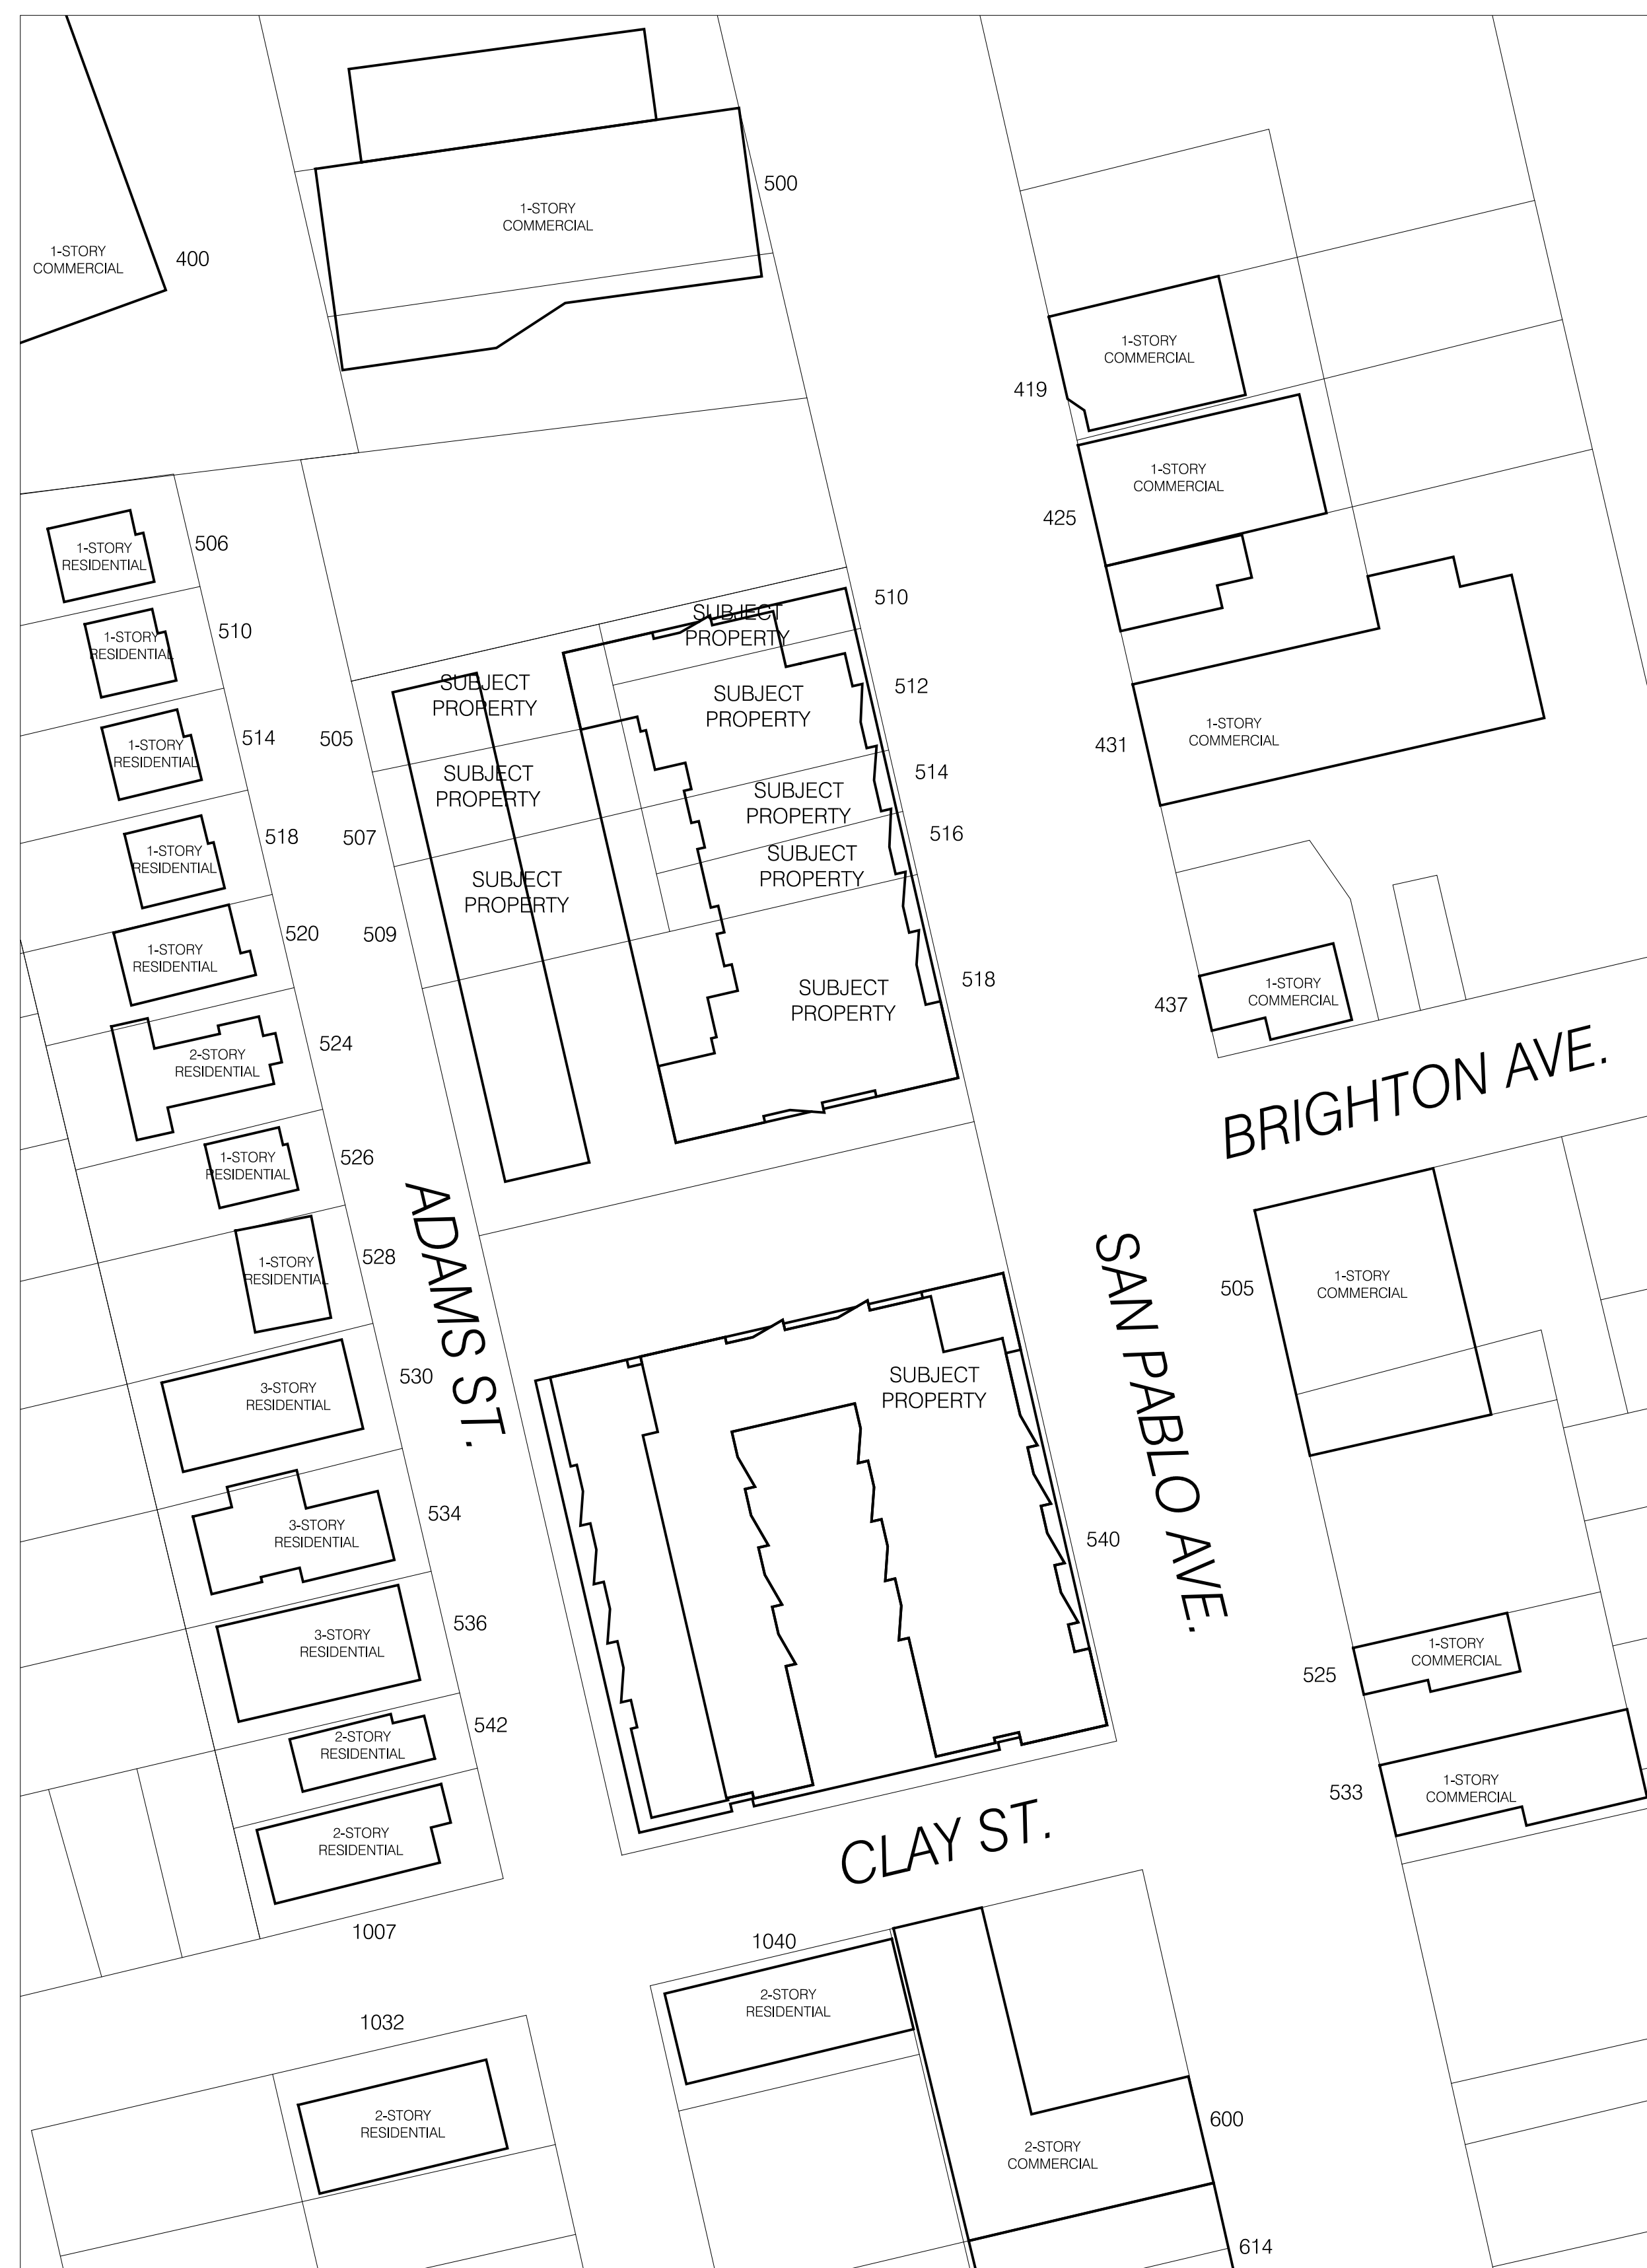 500
1-STORY
COMMERCIAL
1-STORY
COMMERCIAL
400
1-STORY
COMMERCIAL
419
1-STORY
COMMERCIAL
425
1-STORY
RESIDENTIAL
506
1-STORY
RESIDENTIAL
510
SUBJECT
PROPERTY
510
SUBJECT
PROPERTY
SUBJECT
PROPERTY
512
1-STORY
RESIDENTIAL
514
505
1-STORY
COMMERCIAL
431
SUBJECT
PROPERTY
SUBJECT
PROPERTY
514
1-STORY
RESIDENTIAL
518
507
SUBJECT
PROPERTY
516
SUBJECT
PROPERTY
1-STORY
RESIDENTIAL
520
509
SUBJECT
PROPERTY
518
1-STORY
COMMERCIAL
437
2-STORY
RESIDENTIAL
524
BRIGHTON AVE.
1-STORY
RESIDENTIAL
526
ADAMS ST.
1-STORY
RESIDENTIAL
528
SAN PABLO AVE.
505
1-STORY
COMMERCIAL
3-STORY
RESIDENTIAL
530
SUBJECT
PROPERTY
3-STORY
RESIDENTIAL
534
540
3-STORY
RESIDENTIAL
536
1-STORY
COMMERCIAL
525
2-STORY
RESIDENTIAL
542
1-STORY
COMMERCIAL
533
2-STORY
RESIDENTIAL
CLAY ST.
1007
1040
2-STORY
RESIDENTIAL
1032
2-STORY
RESIDENTIAL
600
2-STORY
COMMERCIAL
614